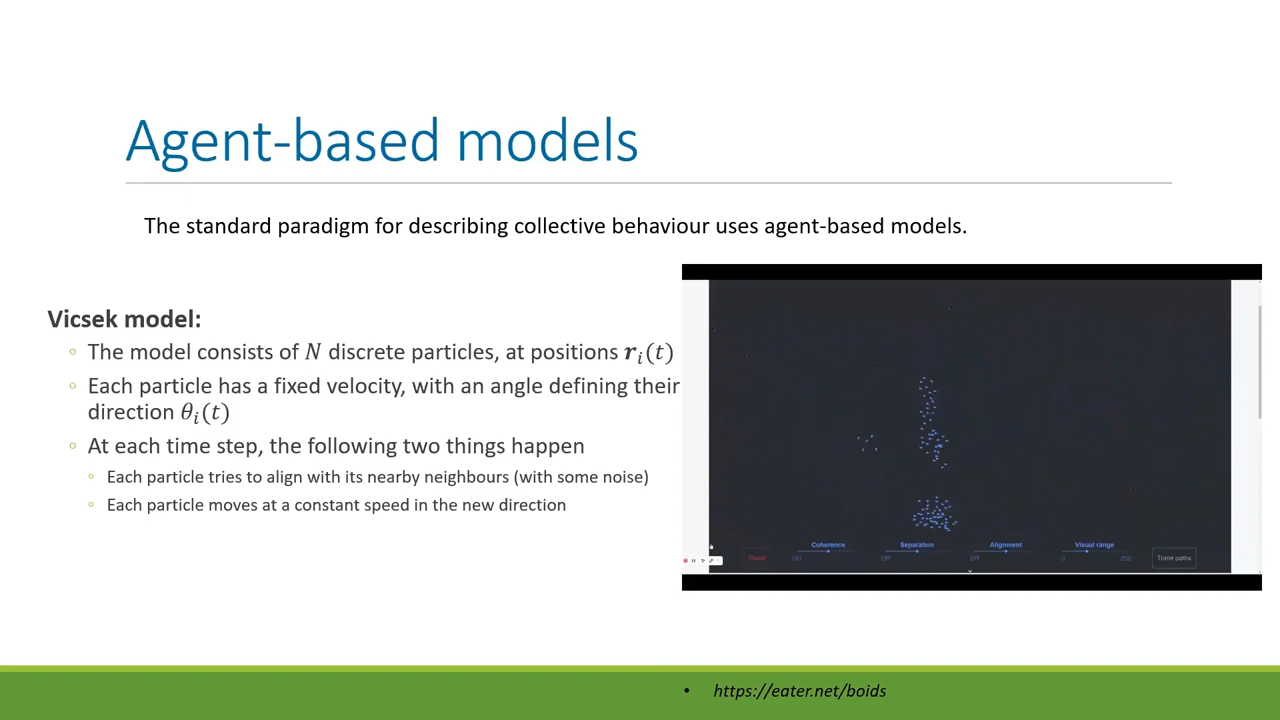 Agent-based models
The standard paradigm for describing collective behaviour uses agent-based models.
Vicsek model:
◦ The model consists of N discrete particles, at positions r_i(t)
◦ Each particle has a fixed velocity, with an angle defining their
direction θ_i(t)
◦ At each time step, the following two things happen
◦ Each particle tries to align with its nearby neighbours (with some noise)
◦ Each particle moves at a constant speed in the new direction
Coherence Separation Alignment Visual range
Reset Trace paths
• https://eater.net/boids